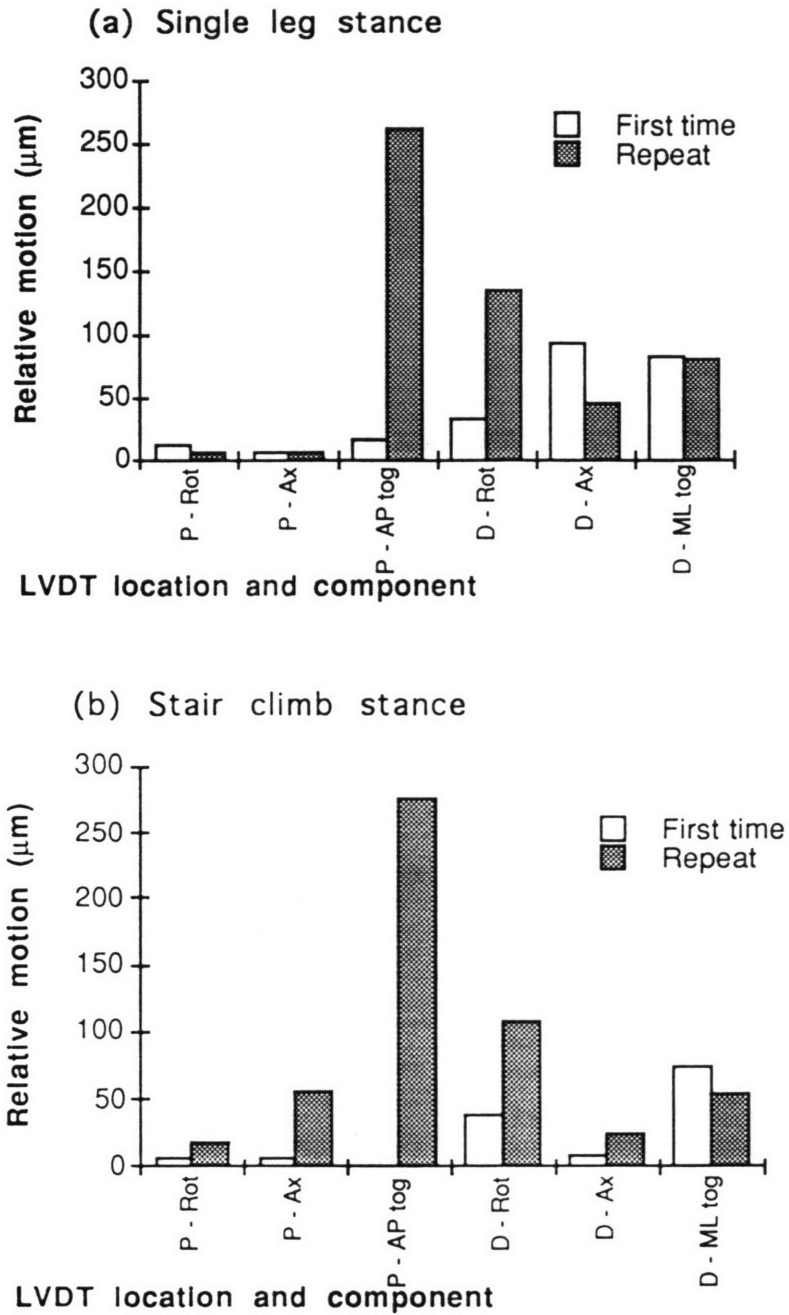 (a) Single leg stance
300
250
200
150
100
50
0
Relative motion (μm)
First time
Repeat
P - Rot
P - Ax
P - AP tog
D - Rot
D - Ax
D - ML tog
LVDT location and component
(b) Stair climb stance
300
250
200
150
100
50
0
Relative motion (μm)
First time
Repeat
P - Rot
P - Ax
P - AP tog
D - Rot
D - Ax
D - ML tog
LVDT location and component